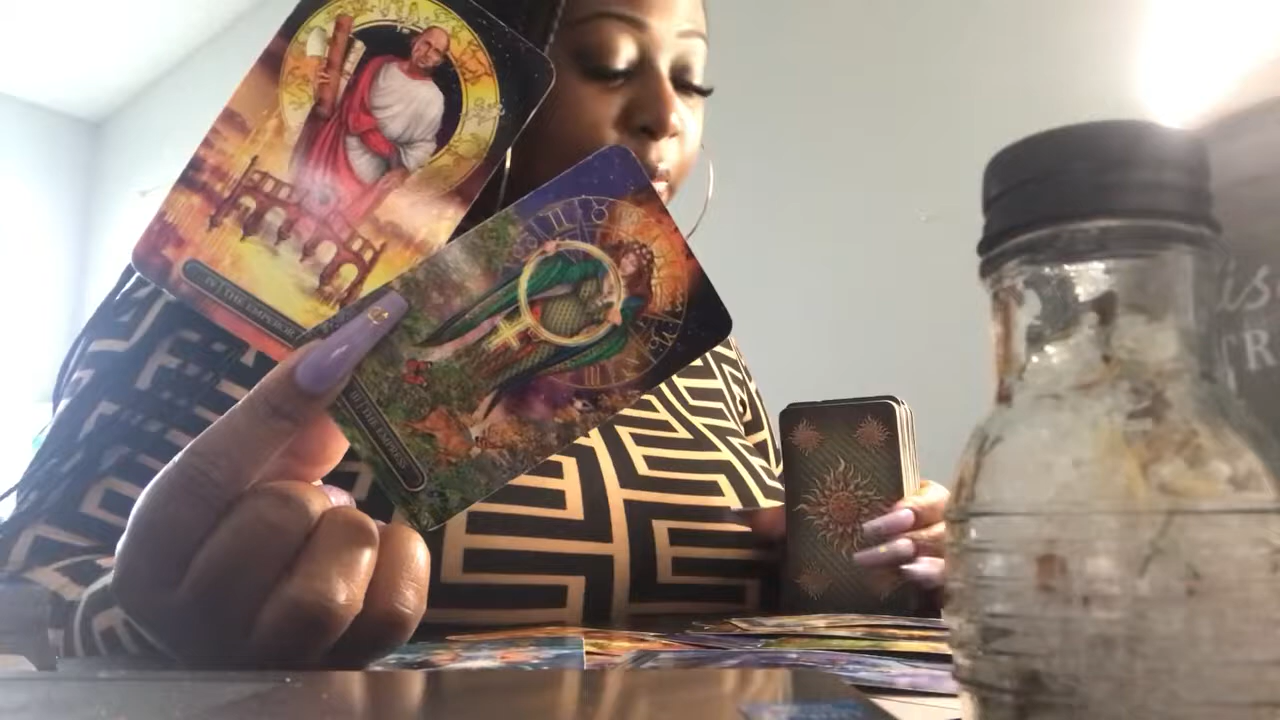 IV | THE EMPEROR
III | THE EMPRESS